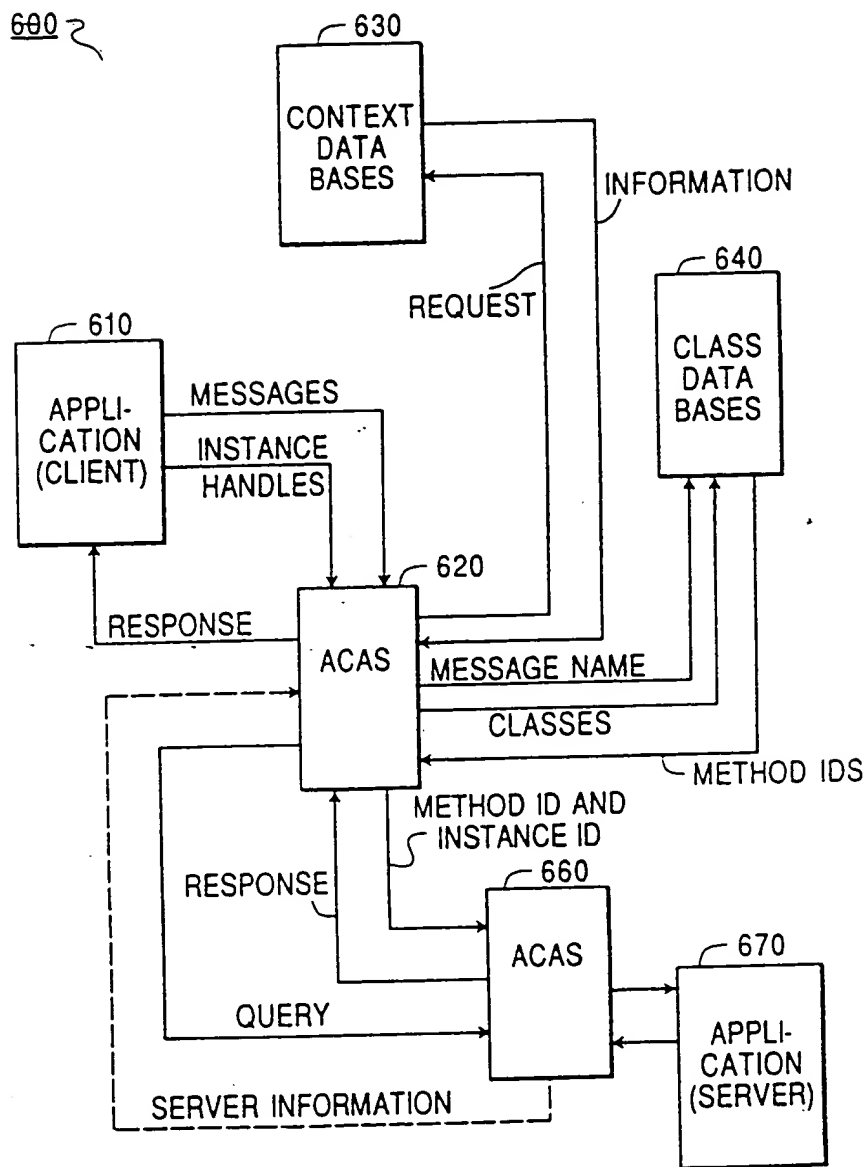 600
630
CONTEXT
DATA
BASES
INFORMATION
640
REQUEST
CLASS
DATA
BASES
610
APPLI-
CATION
(CLIENT)
MESSAGES
INSTANCE
HANDLES
620
RESPONSE
ACAS
MESSAGE NAME
CLASSES
METHOD IDS
METHOD ID AND
INSTANCE ID
RESPONSE
660
ACAS
670
QUERY
APPLI-
CATION
(SERVER)
SERVER INFORMATION